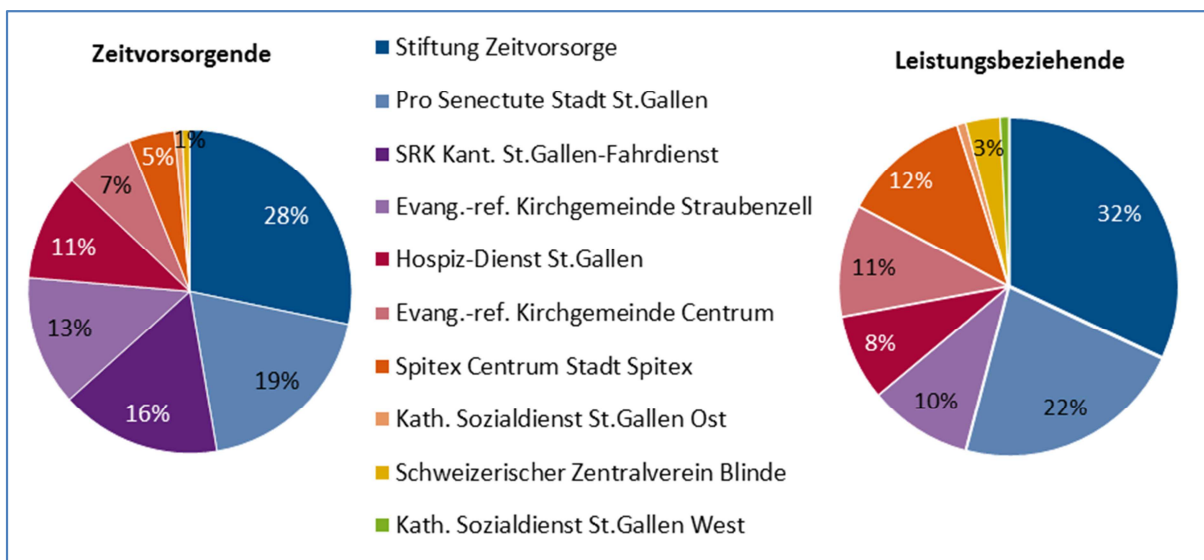 Zeitvorsorgende
28%
19%
16%
13%
11%
7%
5%
1%
Stiftung Zeitvorsorge
Pro Senectute Stadt St.Gallen
SRK Kant. St.Gallen-Fahrdienst
Evang.-ref. Kirchgemeinde Straubenzell
Hospiz-Dienst St.Gallen
Evang.-ref. Kirchgemeinde Centrum
Spitex Centrum Stadt Spitex
Kath. Sozialdienst St.Gallen Ost
Schweizerischer Zentralverein Blinde
Kath. Sozialdienst St.Gallen West
Leistungsbeziehende
32%
22%
10%
8%
11%
12%
3%